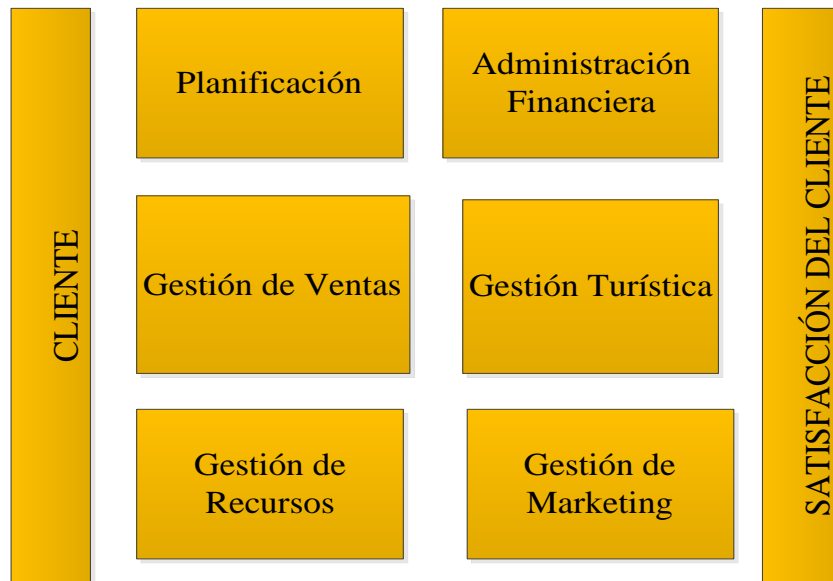 CLIENTE
Planificación
Administración
Financiera
Gestión de Ventas
Gestión Turística
Gestión de
Recursos
Gestión de
Marketing
SATISFACCIÓN DEL CLIENTE